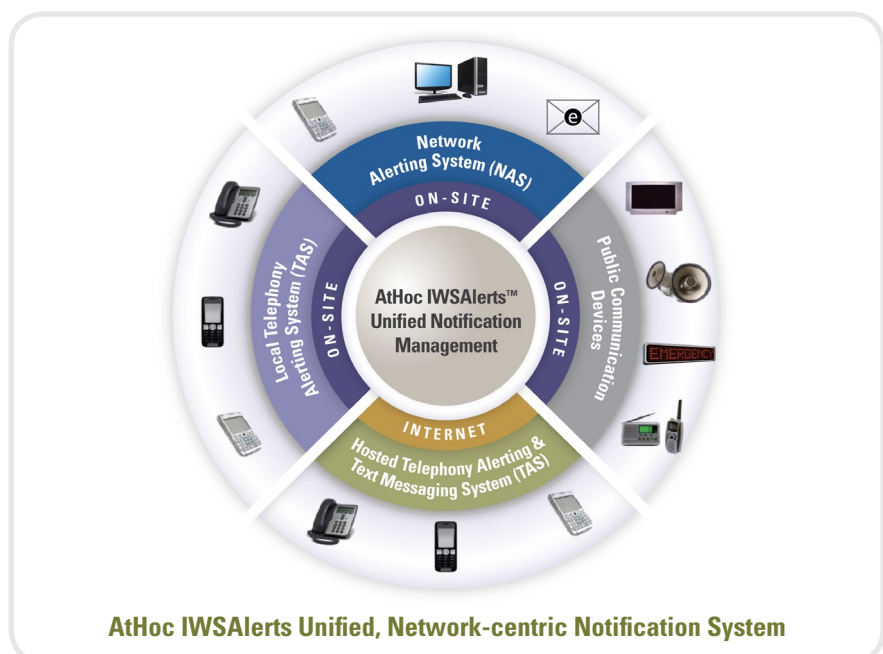 e
Network
Alerting System (NAS)
ON-SITE
Local Telephony
Alerting System (TAS)
ON-SITE
AtHoc IWSAlerts™
Unified Notification
Management
ON-SITE
Public Communication
Devices
EMERGENCY
INTERNET
Hosted Telephony Alerting &
Text Messaging System (TAS)
AtHoc IWSAlerts Unified, Network-centric Notification System